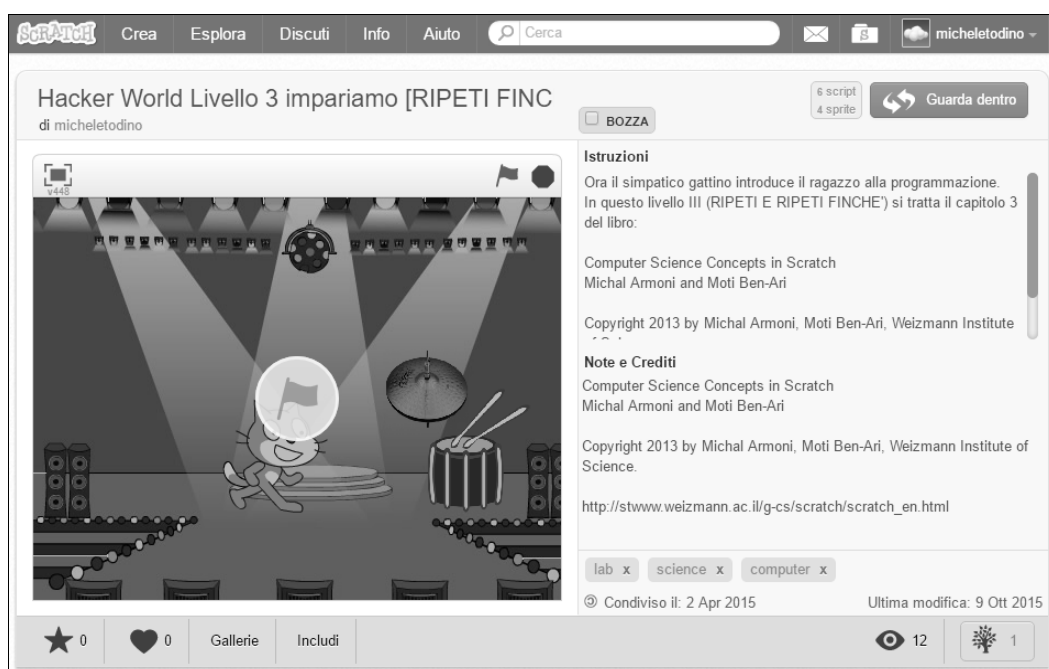 SCRATCH Crea Esplora Discuti Info Aiuto Cerca S micheletodino
Hacker World Livello 3 impariamo [RIPETI FINC
di micheletodino
BOZZA
6 script
4 sprite
Guarda dentro
v448
Istruzioni
Ora il simpatico gattino introduce il ragazzo alla programmazione.
In questo livello III (RIPETI E RIPETI FINCHE') si tratta il capitolo 3
del libro:
Computer Science Concepts in Scratch
Michal Armoni and Moti Ben-Ari
Copyright 2013 by Michal Armoni, Moti Ben-Ari, Weizmann Institute
Note e Crediti
Computer Science Concepts in Scratch
Michal Armoni and Moti Ben-Ari
Copyright 2013 by Michal Armoni, Moti Ben-Ari, Weizmann Institute of
Science.
http://stwww.weizmann.ac.il/g-cs/scratch/scratch_en.html
lab x science x computer x
Condiviso il: 2 Apr 2015 Ultima modifica: 9 Ott 2015
0 0 Gallerie Includi 12 1